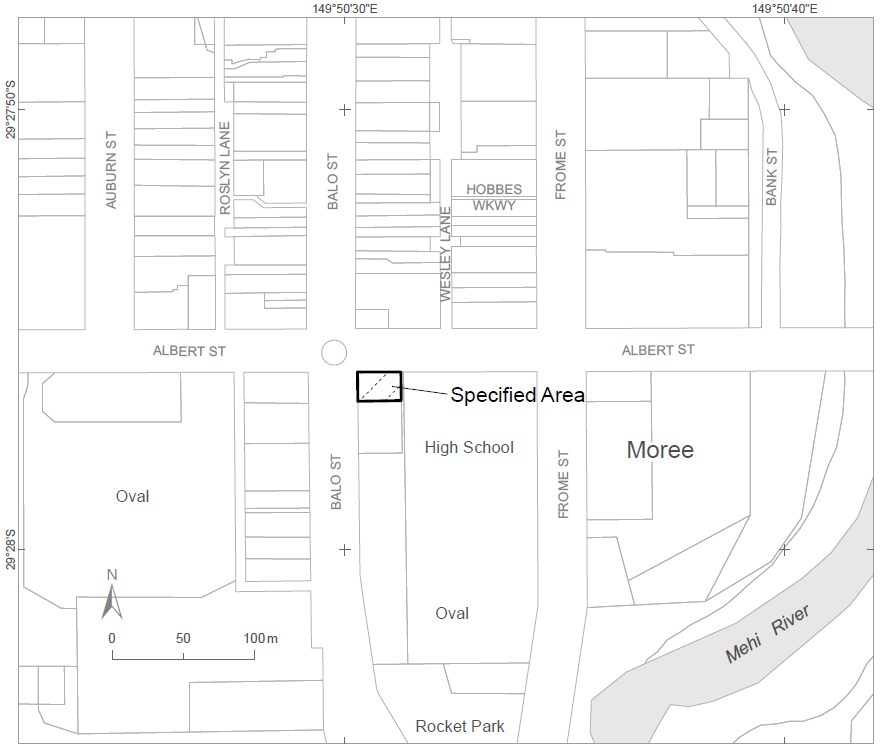 149°50'30"E
149°50'40"E
29°27'50"S
AUBURN ST
ROSLYN LANE
BALO ST
HOBBES
WKWY
WESLEY LANE
FROME ST
BANK ST
ALBERT ST
ALBERT ST
Specified Area
High School
Moree
Oval
BALO ST
FROME ST
29°28'S
N
0 50 100 m
Oval
Mehi River
Rocket Park